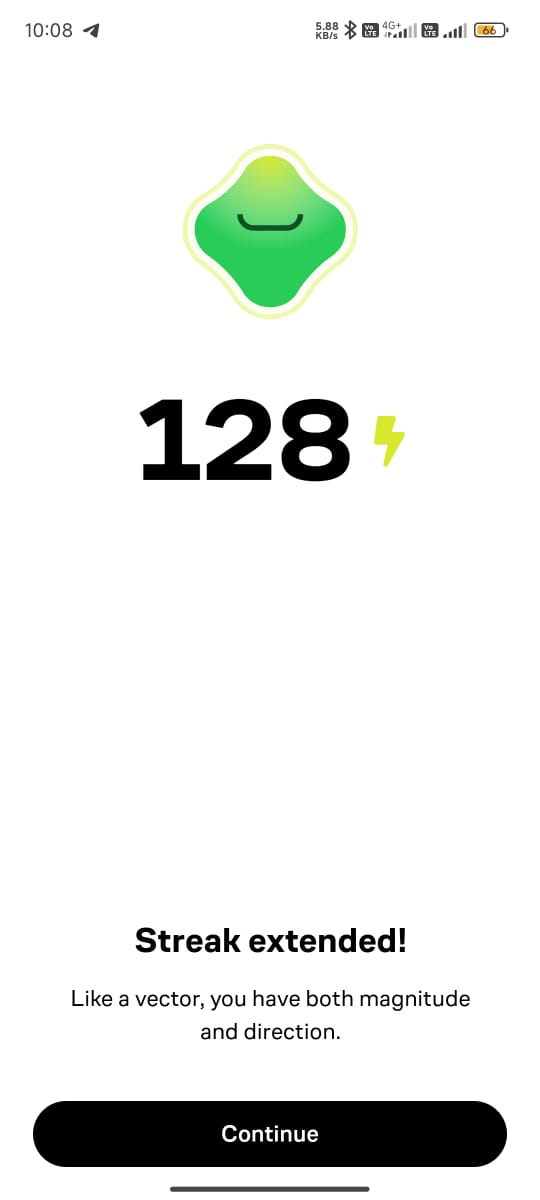 10:08
5.88
KB/s
Vo
LTE
4G+
Vo
LTE
66
128
Streak extended!
Like a vector, you have both magnitude
and direction.
Continue